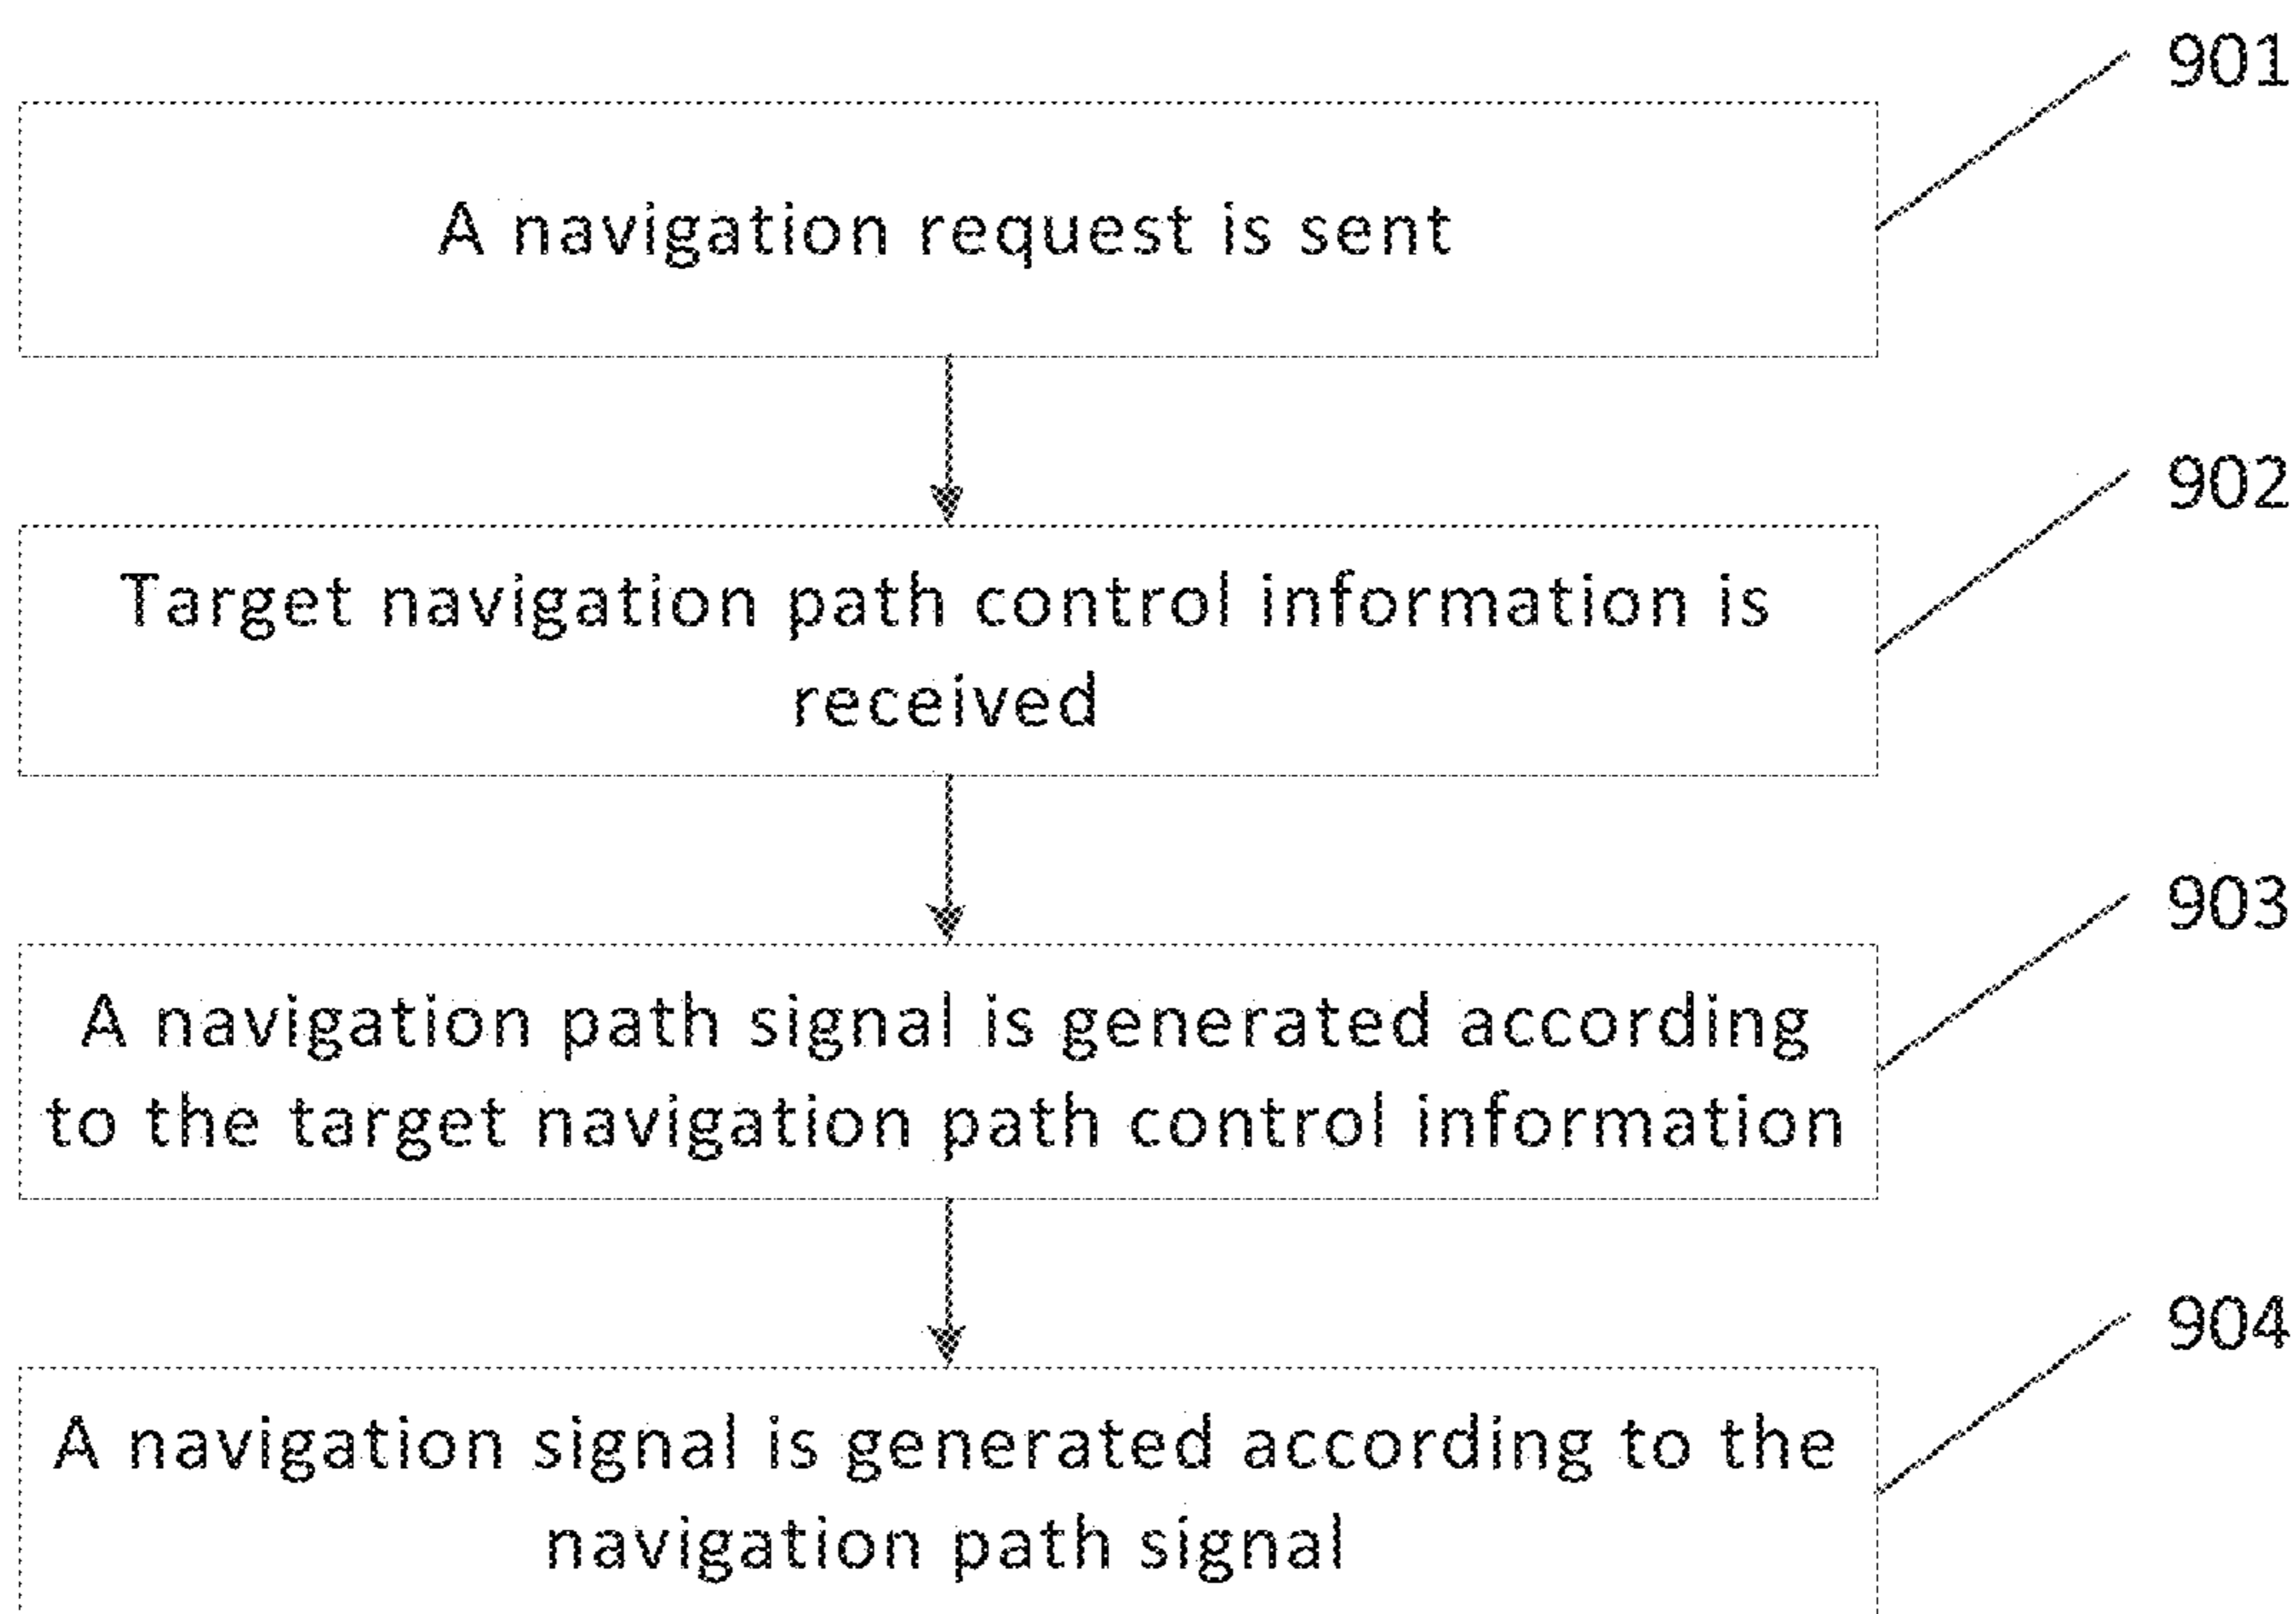 901
A navigation request is sent
902
Target navigation path control information is
received
903
A navigation path signal is generated according
to the target navigation path control information
904
A navigation signal is generated according to the
navigation path signal